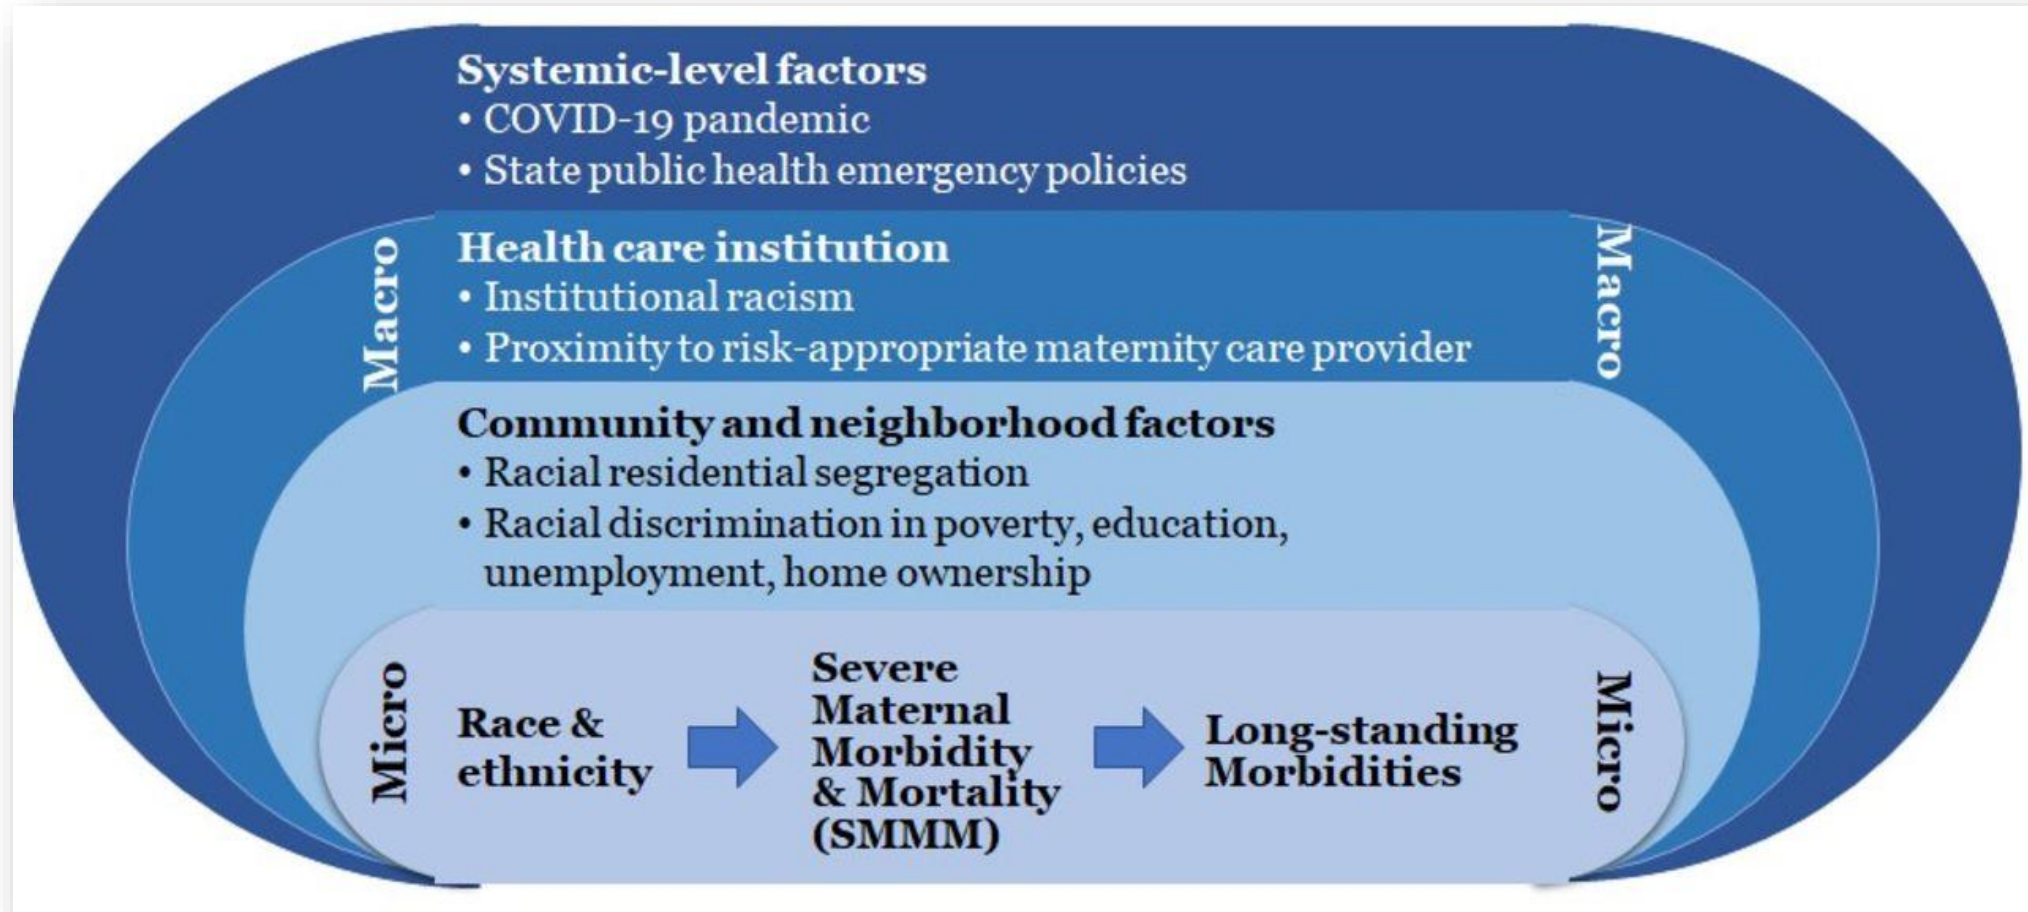 Systemic-level factors
• COVID-19 pandemic
• State public health emergency policies
Macro
Macro
Health care institution
• Institutional racism
• Proximity to risk-appropriate maternity care provider
Community and neighborhood factors
• Racial residential segregation
• Racial discrimination in poverty, education,
unemployment, home ownership
Micro
Race &
ethnicity
Severe
Maternal
Morbidity
& Mortality
(SMMM)
Long-standing
Morbidities
Micro